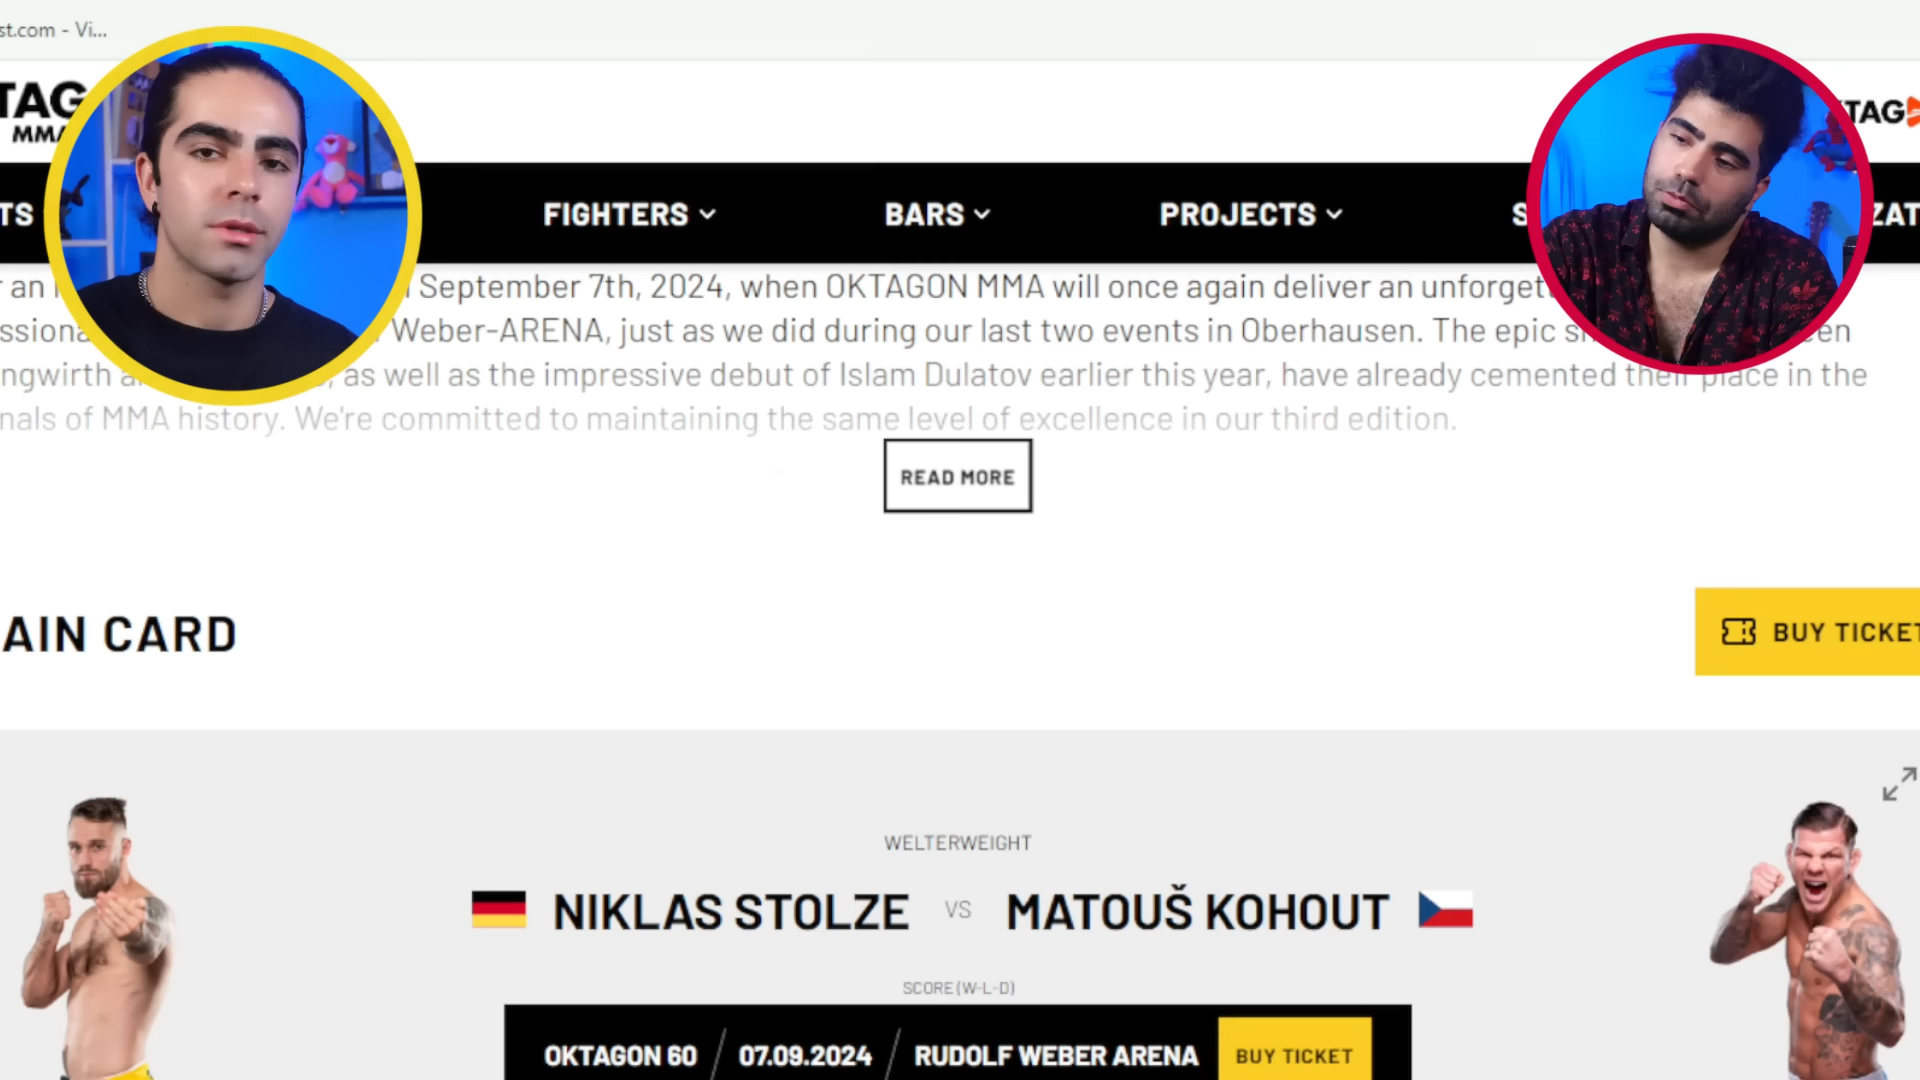 st.com - Vi...
TAG
MMA
TAG
TS
FIGHTERS
BARS
PROJECTS
S
ZAT
an
September 7th, 2024, when OKTAGON MMA will once again deliver an unforget
ssiona
Weber-ARENA, just as we did during our last two events in Oberhausen. The epic s
en
ngwirth a
, as well as the impressive debut of Islam Dulatov earlier this year, have already cemented their place in the
nals of MMA history. We're committed to maintaining the same level of excellence in our third edition.
READ MORE
AIN CARD
BUY TICKET
WELTERWEIGHT
NIKLAS STOLZE VS MATOUŠ KOHOUT
SCORE (W-L-D)
OKTAGON 60 / 07.09.2024 / RUDOLF WEBER ARENA
BUY TICKET